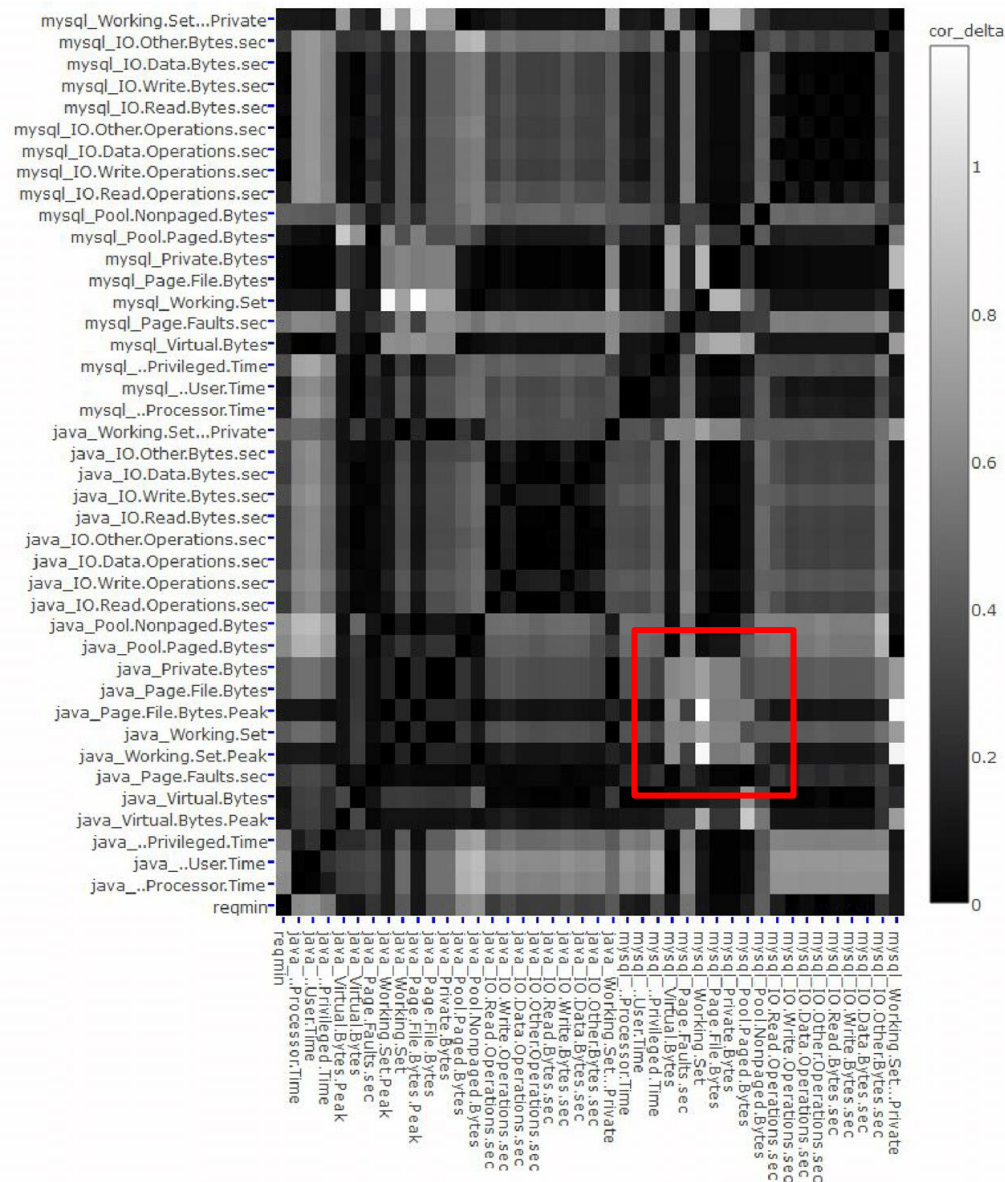 cor_delta
mysql_Working.Set...Private
mysql_IO.Other.Bytes.sec
mysql_IO.Data.Bytes.sec
mysql_IO.Write.Bytes.sec
mysql_IO.Read.Bytes.sec
mysql_IO.Other.Operations.sec
mysql_IO.Data.Operations.sec
mysql_IO.Write.Operations.sec
mysql_IO.Read.Operations.sec
mysql_Pool.Nonpaged.Bytes
mysql_Pool.Paged.Bytes
mysql_Private.Bytes
mysql_Page.File.Bytes
mysql_Working.Set
mysql_Page.Faults.sec
mysql_Virtual.Bytes
mysql_..Privileged.Time
mysql_..User.Time
mysql_..Processor.Time
java_Working.Set...Private
java_IO.Other.Bytes.sec
java_IO.Data.Bytes.sec
java_IO.Write.Bytes.sec
java_IO.Read.Bytes.sec
java_IO.Other.Operations.sec
java_IO.Data.Operations.sec
java_IO.Write.Operations.sec
java_IO.Read.Operations.sec
java_Pool.Nonpaged.Bytes
java_Pool.Paged.Bytes
java_Private.Bytes
java_Page.File.Bytes
java_Page.File.Bytes.Peak
java_Working.Set
java_Working.Set.Peak
java_Page.Faults.sec
java_Virtual.Bytes
java_Virtual.Bytes.Peak
java_..Privileged.Time
java_..User.Time
java_..Processor.Time
reqmin
1
0.8
0.6
0.4
0.2
0
reqmin
java_..Processor.Time
java_..User.Time
java_..Privileged.Time
java_Virtual.Bytes.Peak
java_Virtual.Bytes
java_Page.Faults.sec
java_Working.Set.Peak
java_Working.Set
java_Page.File.Bytes.Peak
java_Page.File.Bytes
java_Private.Bytes
java_Pool.Paged.Bytes
java_Pool.Nonpaged.Bytes
java_IO.Read.Operations.sec
java_IO.Write.Operations.sec
java_IO.Data.Operations.sec
java_IO.Other.Operations.sec
java_IO.Read.Bytes.sec
java_IO.Write.Bytes.sec
java_IO.Data.Bytes.sec
java_IO.Other.Bytes.sec
java_Working.Set...Private
mysql_..Processor.Time
mysql_..User.Time
mysql_..Privileged.Time
mysql_Virtual.Bytes
mysql_Page.Faults.sec
mysql_Working.Set
mysql_Page.File.Bytes
mysql_Private.Bytes
mysql_Pool.Paged.Bytes
mysql_Pool.Nonpaged.Bytes
mysql_IO.Read.Operations.sec
mysql_IO.Write.Operations.sec
mysql_IO.Data.Operations.sec
mysql_IO.Other.Operations.sec
mysql_IO.Read.Bytes.sec
mysql_IO.Write.Bytes.sec
mysql_IO.Data.Bytes.sec
mysql_IO.Other.Bytes.sec
mysql_Working.Set...Private